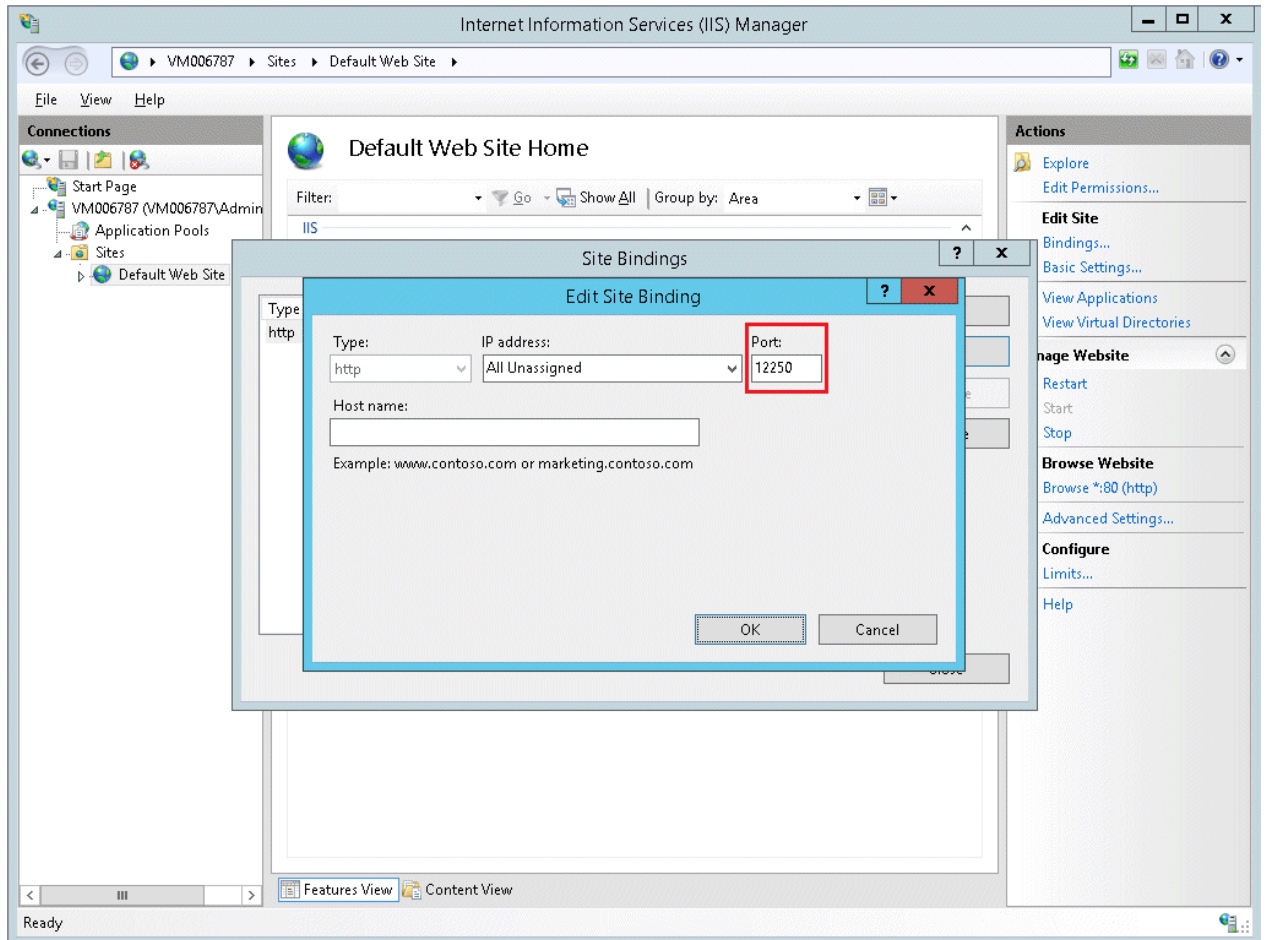 Internet Information Services (IIS) Manager
VM006787 Sites Default Web Site
File View Help
Connections
Start Page
VM006787 (VM006787\Admin
Application Pools
Sites
Default Web Site
Default Web Site Home
Filter: Go Show All Group by: Area
IIS
Site Bindings
? x
Type
http
Edit Site Binding
? x
Type: IP address: Port:
http All Unassigned 12250
Host name:
Example: www.contoso.com or marketing.contoso.com
OK Cancel
Features View Content View
Actions
Explore
Edit Permissions...
Edit Site
Bindings...
Basic Settings...
View Applications
View Virtual Directories
nage Website
Restart
Start
Stop
Browse Website
Browse *:80 (http)
Advanced Settings...
Configure
Limits...
Help
Ready